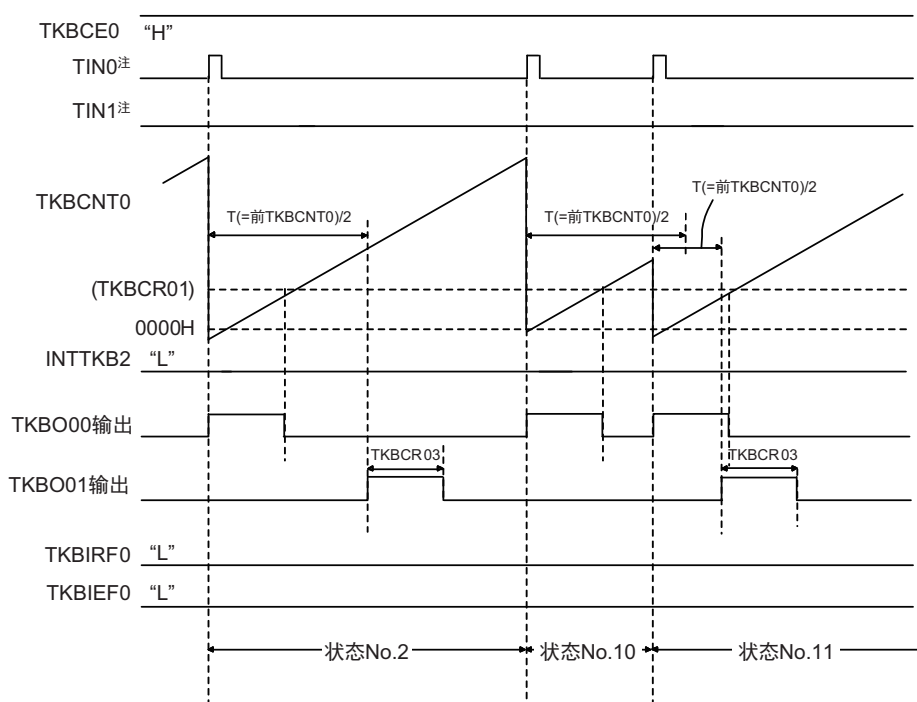 TKBCE0 “H”
TIN0注
TIN1注
TKBCNT0
T(=前TKBCNT0)/2
T(=前TKBCNT0)/2
T(=前TKBCNT0)/2
(TKBCR01)
0000H
INTTKB2 “L”
TKBO00输出
TKBCR03
TKBCR03
TKBO01输出
TKBIRF0 “L”
TKBIEF0 “L”
状态No.2
状态No.10
状态No.11